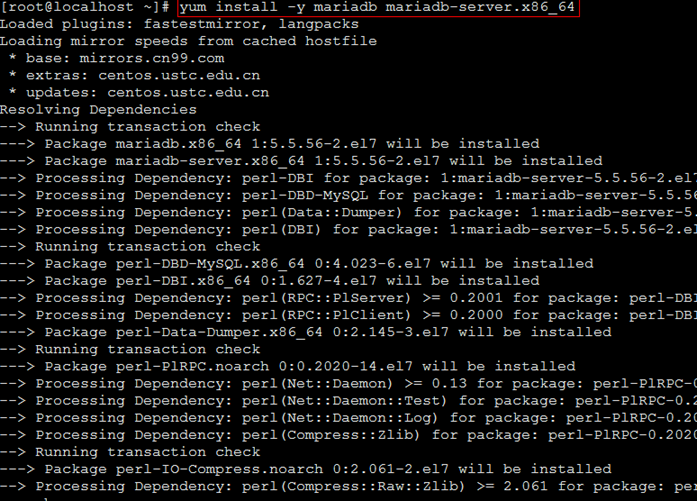 [root@localhost ~]# yum install -y mariadb mariadb-server.x86_64
Loaded plugins: fastestmirror, langpacks
Loading mirror speeds from cached hostfile
 * base: mirrors.cn99.com
 * extras: centos.ustc.edu.cn
 * updates: centos.ustc.edu.cn
Resolving Dependencies
--> Running transaction check
---> Package mariadb.x86_64 1:5.5.56-2.el7 will be installed
---> Package mariadb-server.x86_64 1:5.5.56-2.el7 will be installed
--> Processing Dependency: perl-DBI for package: 1:mariadb-server-5.5.56-2.el7
--> Processing Dependency: perl-DBD-MySQL for package: 1:mariadb-server-5.5.56
--> Processing Dependency: perl(Data::Dumper) for package: 1:mariadb-server-5.
--> Processing Dependency: perl(DBI) for package: 1:mariadb-server-5.5.56-2.el
--> Running transaction check
---> Package perl-DBD-MySQL.x86_64 0:4.023-6.el7 will be installed
---> Package perl-DBI.x86_64 0:1.627-4.el7 will be installed
--> Processing Dependency: perl(RPC::PlServer) >= 0.2001 for package: perl-DBI
--> Processing Dependency: perl(RPC::PlClient) >= 0.2000 for package: perl-DBI
---> Package perl-Data-Dumper.x86_64 0:2.145-3.el7 will be installed
--> Running transaction check
---> Package perl-PlRPC.noarch 0:0.2020-14.el7 will be installed
--> Processing Dependency: perl(Net::Daemon) >= 0.13 for package: perl-PlRPC-0
--> Processing Dependency: perl(Net::Daemon::Test) for package: perl-PlRPC-0.2
--> Processing Dependency: perl(Net::Daemon::Log) for package: perl-PlRPC-0.20
--> Processing Dependency: perl(Compress::Zlib) for package: perl-PlRPC-0.2020
--> Running transaction check
---> Package perl-IO-Compress.noarch 0:2.061-2.el7 will be installed
--> Processing Dependency: perl(Compress::Raw::Zlib) >= 2.061 for package: per